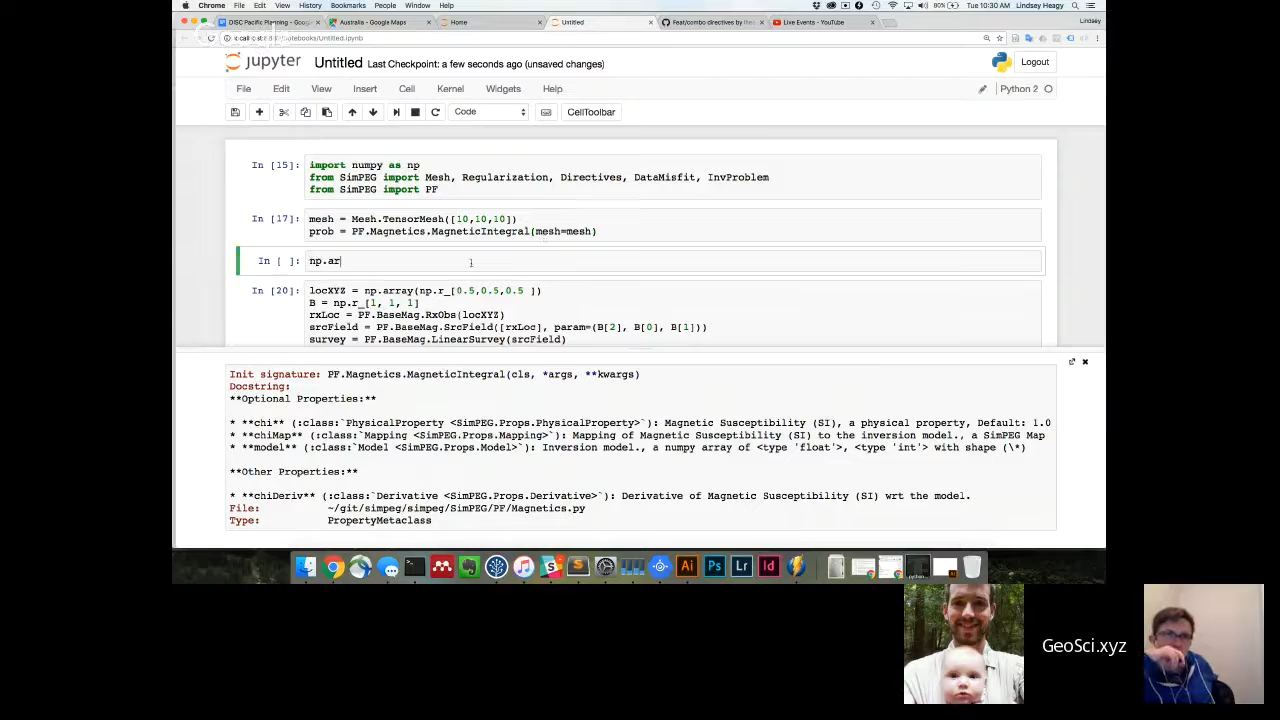 Chrome File Edit View History Bookmarks People Window Help 80% Tue 10:30 AM Lindsey Heagy
DISC Pacific Planning - Goog Australia - Google Maps Home Untitled Feat/combo directives by Live Events - YouTube Lindsey
jupyter Untitled Last Checkpoint: a few seconds ago (unsaved changes) Logout
File Edit View Insert Cell Kernel Widgets Help Python 2
Code CellToolbar
In [15]: import numpy as np
from SimPEG import Mesh, Regularization, Directives, DataMisfit, InvProblem
from SimPEG import PF
In [17]: mesh = Mesh.TensorMesh([10,10,10])
prob = PF.Magnetics.MagneticIntegral(mesh=mesh)
In [ ]: np.ar
In [20]: locXYZ = np.array(np.r_[0.5,0.5,0.5 ])
B = np.r_[1, 1, 1]
rxLoc = PF.BaseMag.RxObs(locXYZ)
srcField = PF.BaseMag.SrcField([rxLoc], param=(B[2], B[0], B[1]))
survey = PF.BaseMag.LinearSurvey(srcField)
Init signature: PF.Magnetics.MagneticIntegral(cls, *args, **kwargs)
Docstring:
**Optional Properties:**
* **chi** (:class:`PhysicalProperty <SimPEG.Props.PhysicalProperty>`): Magnetic Susceptibility (SI), a physical property, Default: 1.0
* **chiMap** (:class:`Mapping <SimPEG.Props.Mapping>`): Mapping of Magnetic Susceptibility (SI) to the inversion model., a SimPEG Map
* **model** (:class:`Model <SimPEG.Props.Model>`): Inversion model., a numpy array of <type 'float'>, <type 'int'> with shape (\*)
**Other Properties:**
* **chiDeriv** (:class:`Derivative <SimPEG.Props.Derivative>`): Derivative of Magnetic Susceptibility (SI) wrt the model.
File: ~/git/simpeg/simpeg/SimPEG/PF/Magnetics.py
Type: PropertyMetaclass
Ai Ps Lr Id
GeoSci.xyz